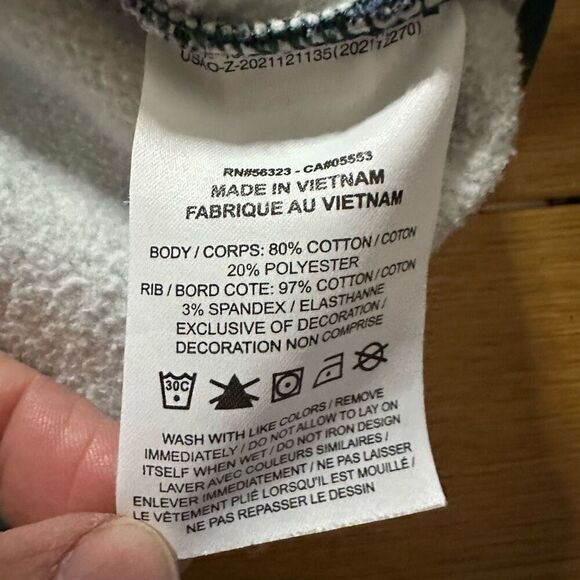 USAO-Z-2021121135(202112270)
RN#56323 - CA#05553
MADE IN VIETNAM
FABRIQUE AU VIETNAM
BODY / CORPS: 80% COTTON / COTON
20% POLYESTER
RIB / BORD COTE: 97% COTTON / COTON
3% SPANDEX / ELASTHANNE
EXCLUSIVE OF DECORATION /
DECORATION NON COMPRISE
30C
WASH WITH LIKE COLORS / REMOVE
IMMEDIATELY / DO NOT ALLOW TO LAY ON
ITSELF WHEN WET / DO NOT IRON DESIGN
LAVER AVEC COULEURS SIMILAIRES /
ENLEVER IMMEDIATEMENT / NE PAS LAISSER
LE VÊTEMENT PLIÉ LORSQU'IL EST MOUILLÉ /
NE PAS REPASSER LE DESSIN